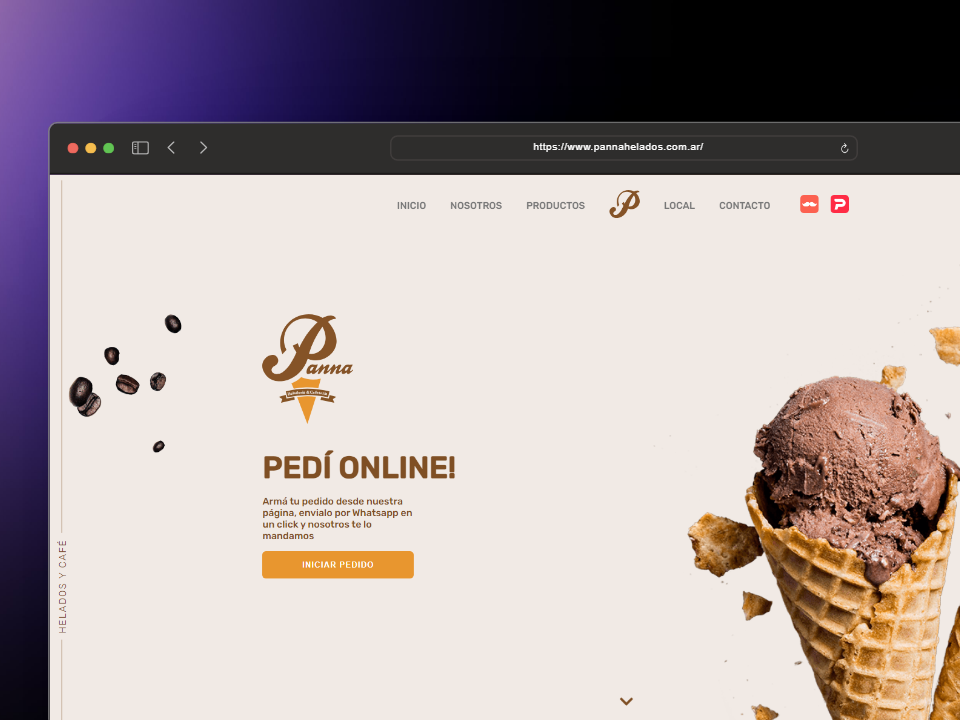 https://www.pannahelados.com.ar/
INICIO NOSOTROS PRODUCTOS P LOCAL CONTACTO
Panna
PEDÍ ONLINE!
Armá tu pedido desde nuestra
página, envialo por Whatsapp en
un click y nosotros te lo
mandamos
INICIAR PEDIDO
HELADOS Y CAFÉ